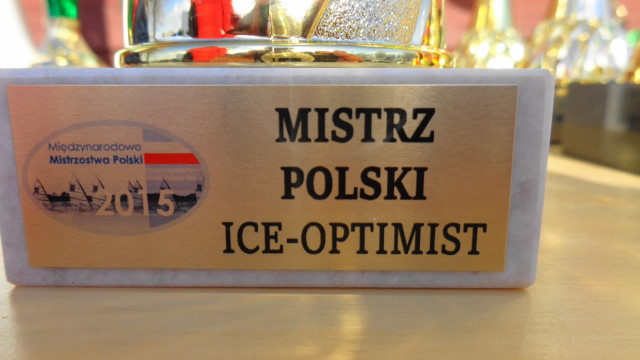 Międzynarodowe
Mistrzostwa Polski
2015
MISTRZ
POLSKI
ICE-OPTIMIST